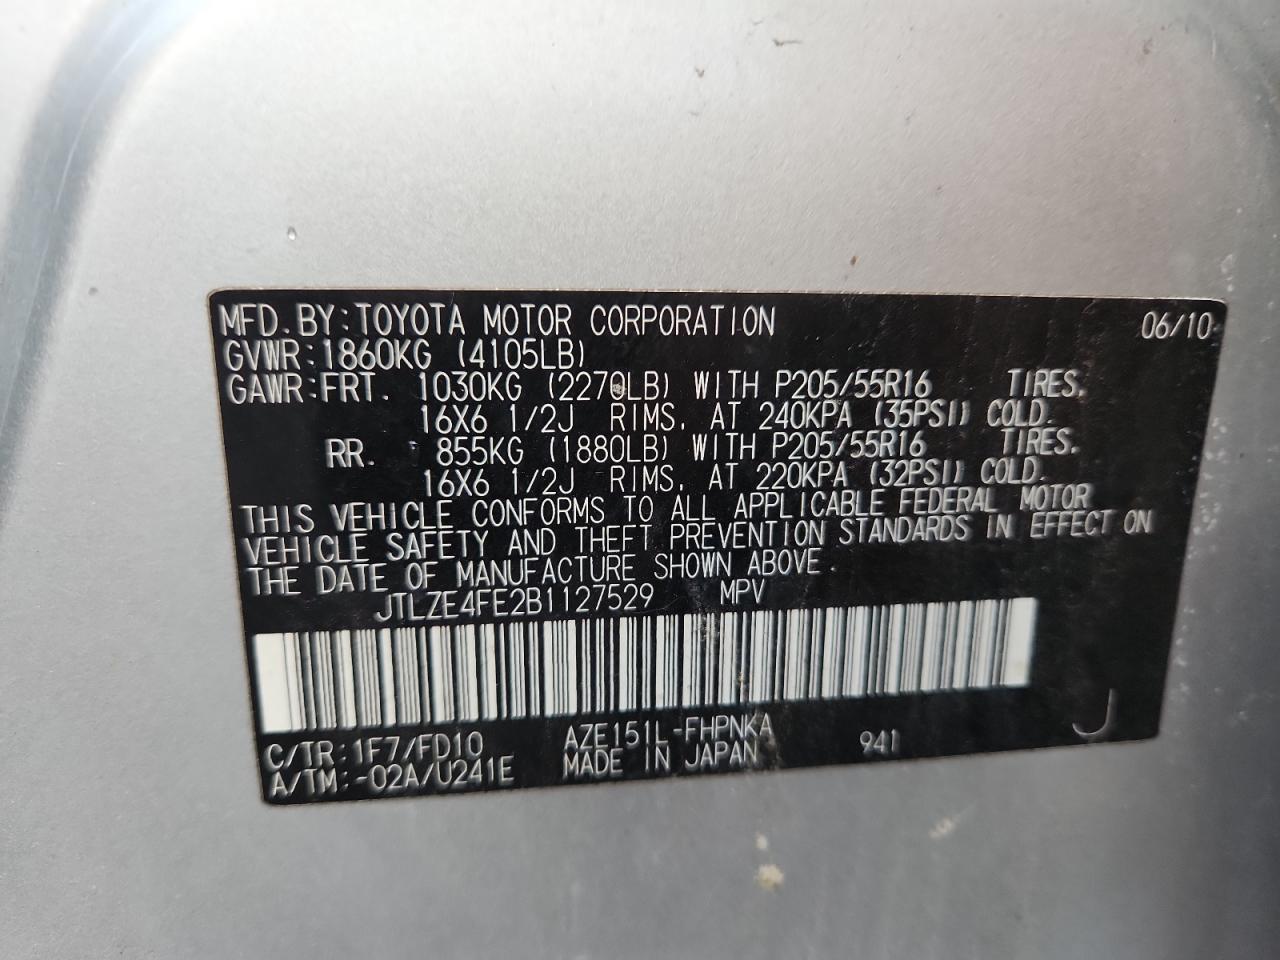 MFD. BY: TOYOTA MOTOR CORPORATION 06/10
GVWR: 1860KG (4105LB)
GAWR: FRT. 1030KG (2270LB) WITH P205/55R16 TIRES,
16X6 1/2J RIMS, AT 240KPA (35PSI) COLD.
RR. 855KG (1880LB) WITH P205/55R16 TIRES,
16X6 1/2J RIMS, AT 220KPA (32PSI) COLD.
THIS VEHICLE CONFORMS TO ALL APPLICABLE FEDERAL MOTOR
VEHICLE SAFETY AND THEFT PREVENTION STANDARDS IN EFFECT ON
THE DATE OF MANUFACTURE SHOWN ABOVE.
JTLZE4FE2B1127529 MPV
C/TR: 1F7/FD10 AZE151L-FHPNKA 941 J
A/TM: -02A/U241E MADE IN JAPAN